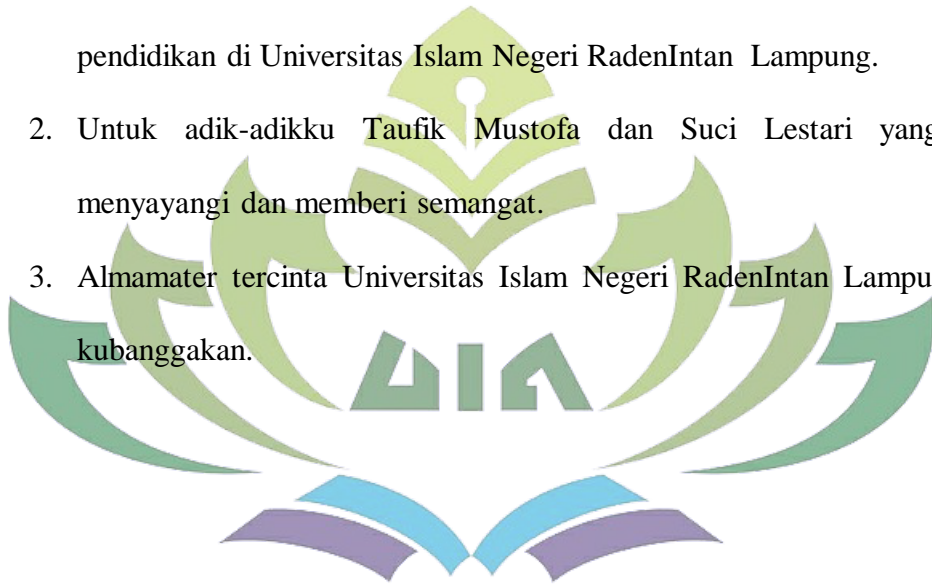 pendidikan di Universitas Islam Negeri RadenIntan Lampung.
2. Untuk adik-adikku Taufik Mustofa dan Suci Lestari yang
menyayangi dan memberi semangat.
3. Almamater tercinta Universitas Islam Negeri RadenIntan Lampu
kubanggakan.
UIN